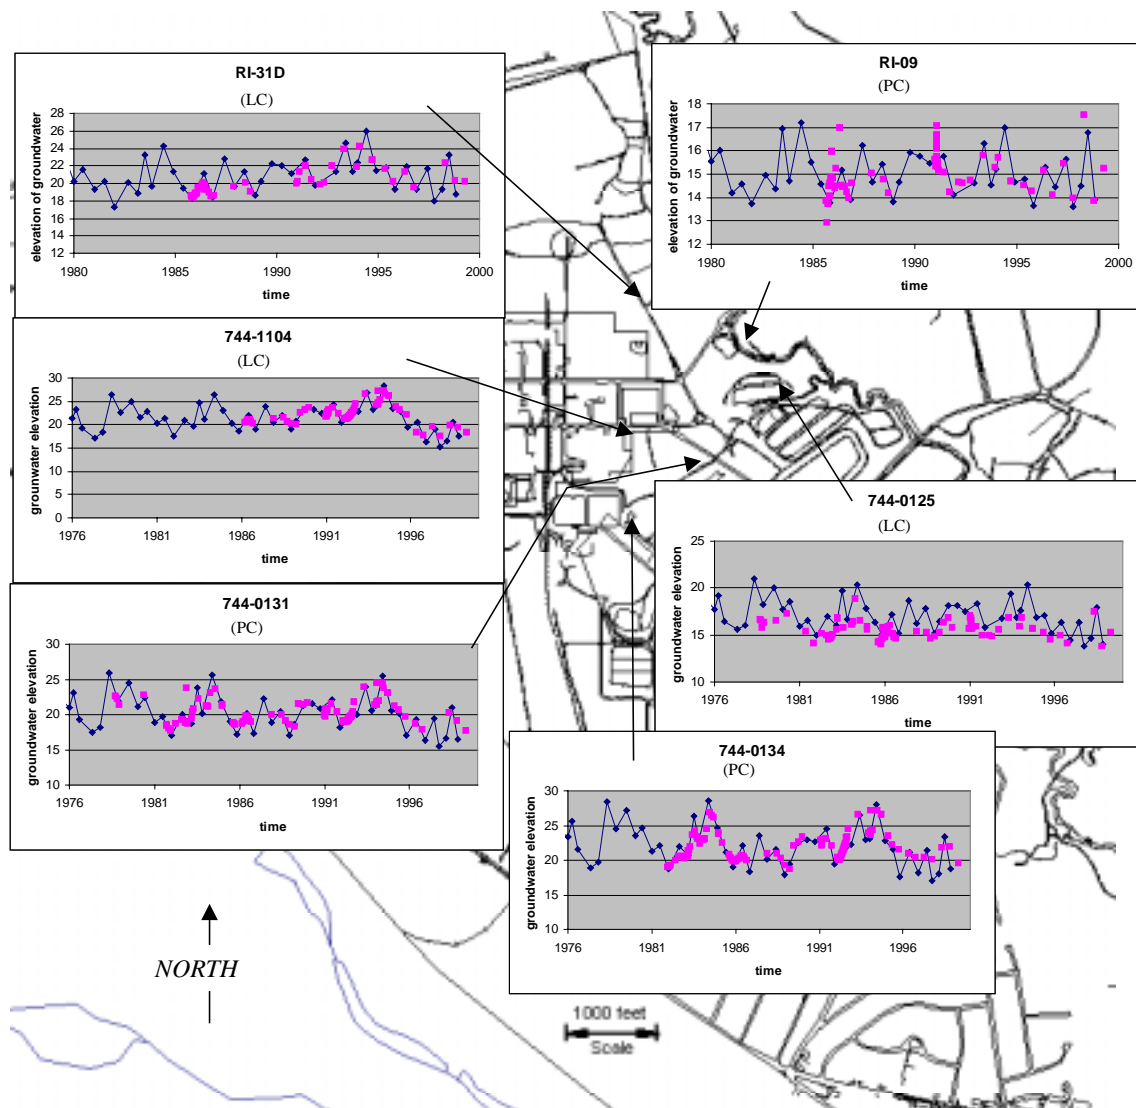 RI-31D
(LC)
elevation of groundwater
28
26
24
22
20
18
16
14
12
1980 1985 1990 1995 2000
time
RI-09
(PC)
elevation of groundwater
18
17
16
15
14
13
12
1980 1985 1990 1995 2000
time
744-1104
(LC)
grounwater elevation
30
25
20
15
10
5
0
1976 1981 1986 1991 1996
time
744-0125
(LC)
groundwater elevation
25
20
15
10
1976 1981 1986 1991 1996
time
744-0131
(PC)
groundwater elevation
30
25
20
15
10
1976 1981 1986 1991 1996
time
744-0134
(PC)
groundwater elevation
30
25
20
15
10
1976 1981 1986 1991 1996
time
NORTH
1000 feet
Scale